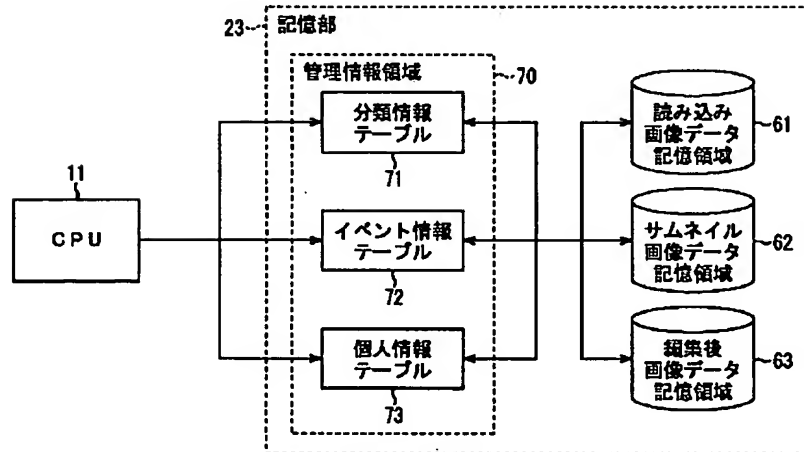 23
記憶部
管理情報領域
70
分類情報
テーブル
71
読み込み
画像データ
記憶領域
61
11
CPU
イベント情報
テーブル
72
サムネイル
画像データ
記憶領域
62
個人情報
テーブル
73
編集後
画像データ
記憶領域
63